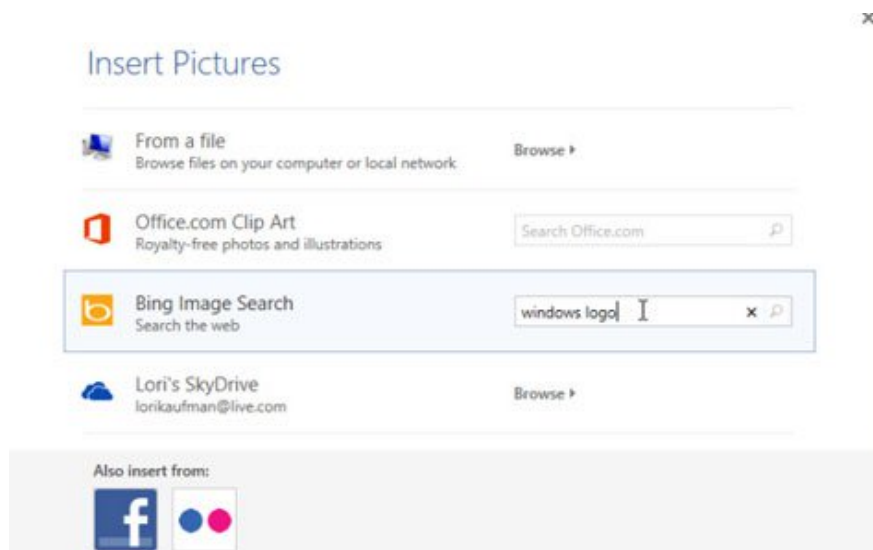 Insert Pictures
From a file
Browse files on your computer or local network
Browse
Office.com Clip Art
Royalty-free photos and illustrations
Search Office.com
Bing Image Search
Search the web
windows logo
Lori's SkyDrive
lorikaufman@live.com
Browse
Also insert from: